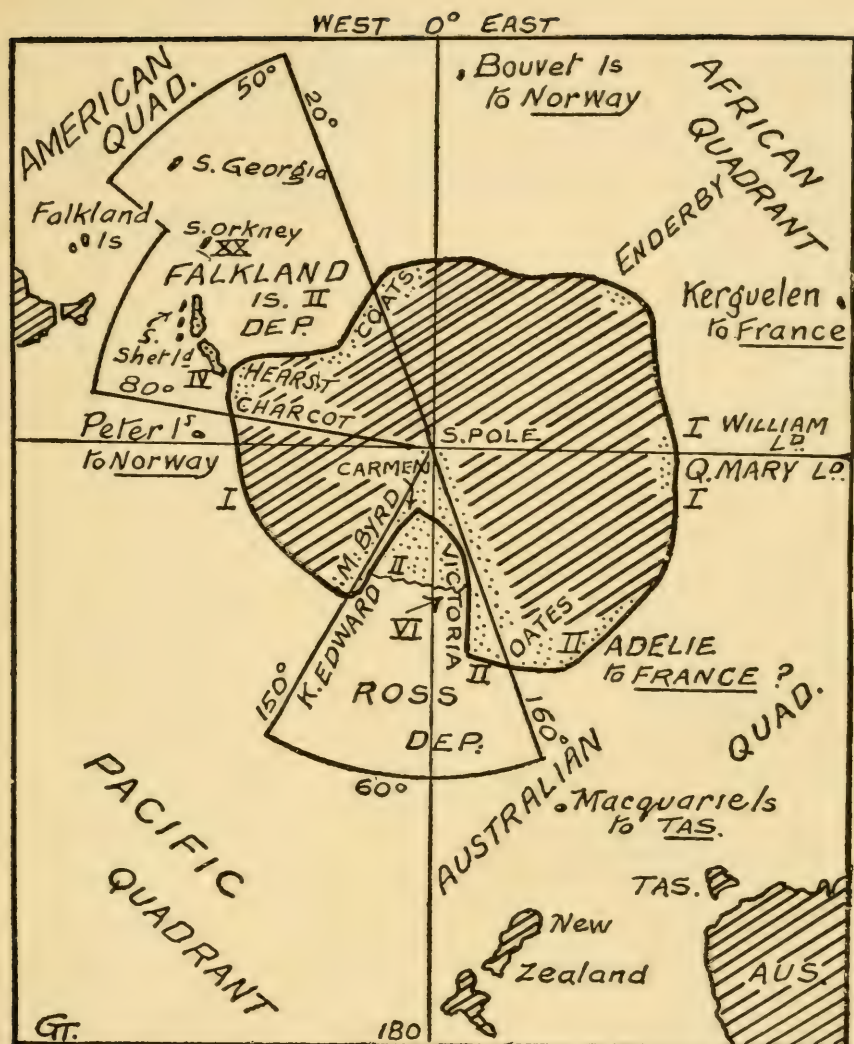 WEST 0° EAST
AMERICAN
QUAD.
50°
20°
Bouvet Is
to Norway
AFRICAN
QUADRANT
S. Georgia
Falkland
Is
S. Orkney
XX
FALKLAND
IS. II
DEP.
S.
Shetld
IV
80°
COATS
ENDERBY
Kerguelen
to France
HEARST
CHARCOT
Peter Is.
to Norway
S. POLE
I WILLIAM
LD.
Q. MARY LD.
I
CARMEN
I
M. BYRD
II
VICTORIA
K. EDWARD
VI
OATES
II
II
ADELIE
to FRANCE ?
150°
ROSS
DEP.
160°
60°
QUAD.
AUSTRALIAN
PACIFIC
QUADRANT
Macquarie Is
to TAS.
TAS.
New
Zealand
AUS.
GT.
180